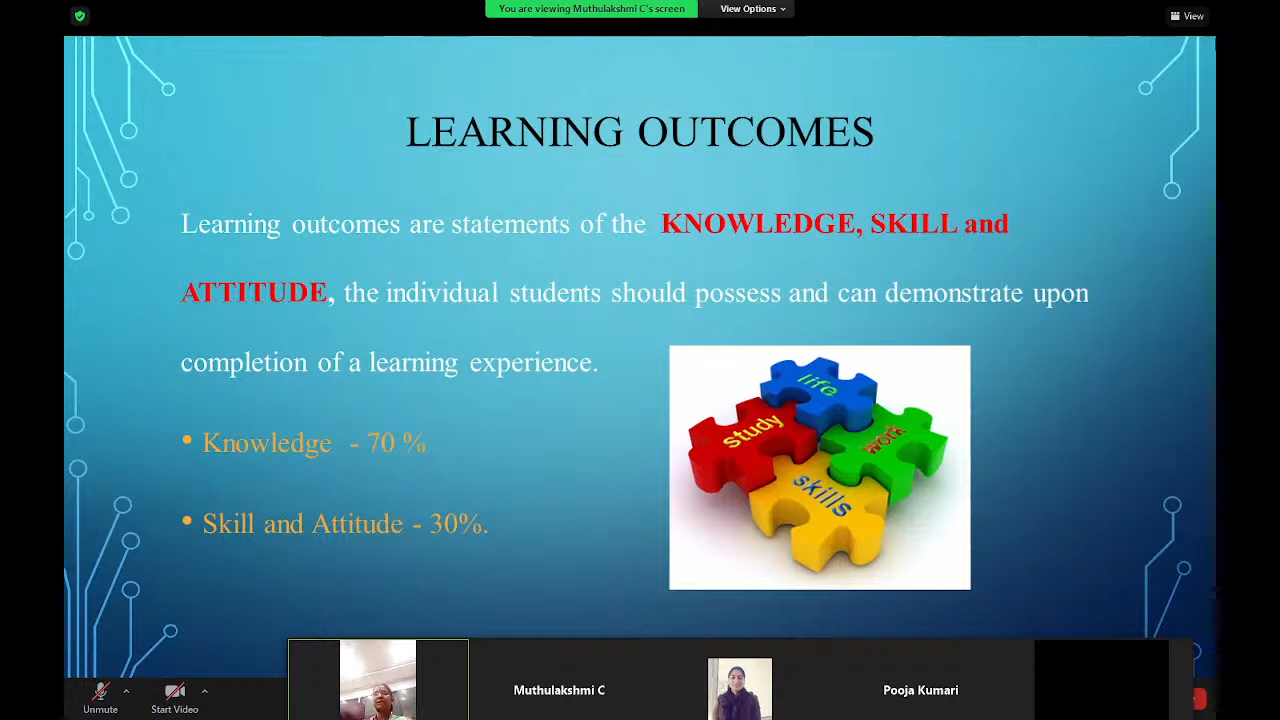 You are viewing Muthulakshmi C's screen
View Options
View
LEARNING OUTCOMES
Learning outcomes are statements of the KNOWLEDGE, SKILL and
ATTITUDE, the individual students should possess and can demonstrate upon
completion of a learning experience.
• Knowledge - 70 %
• Skill and Attitude - 30%.
life
study
work
skills
Unmute
Start Video
Muthulakshmi C
Pooja Kumari